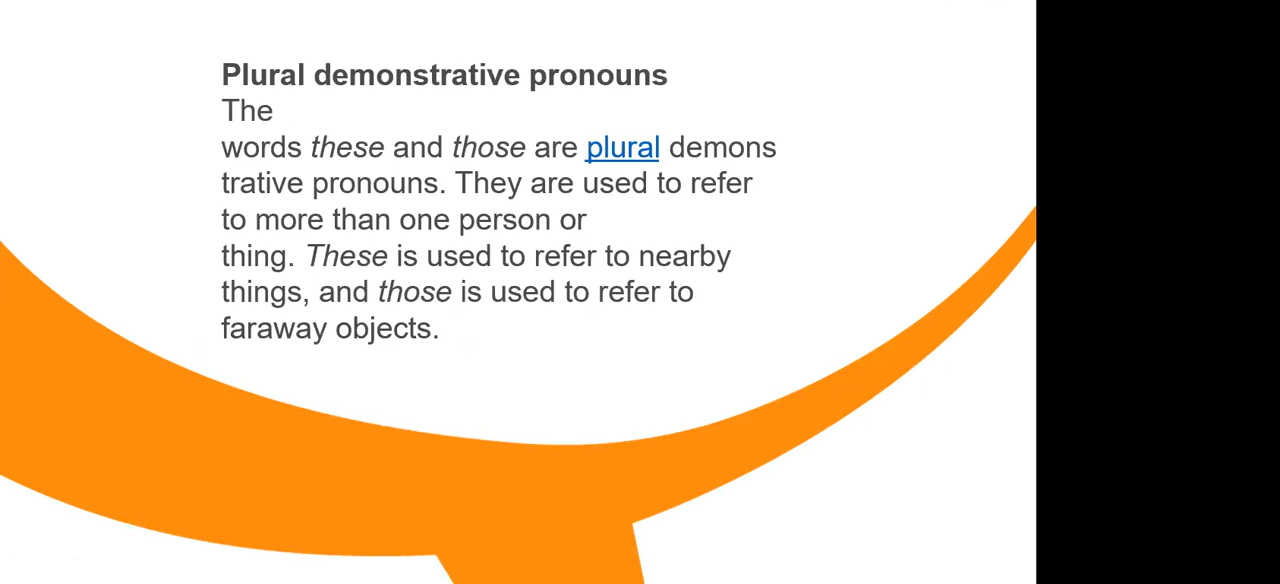 Plural demonstrative pronouns
The
words these and those are plural demons
trative pronouns. They are used to refer
to more than one person or
thing. These is used to refer to nearby
things, and those is used to refer to
faraway objects.